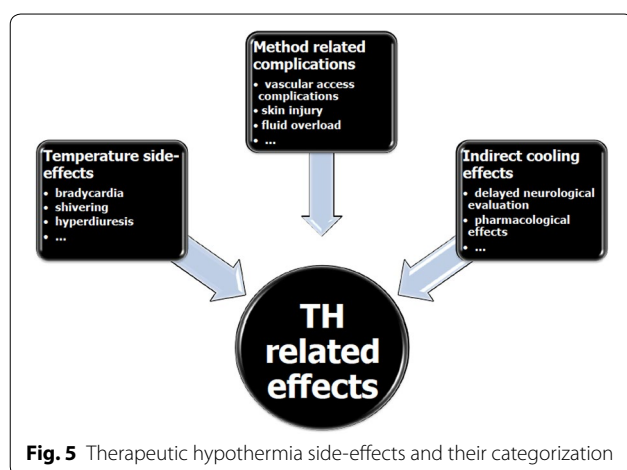 Method related
complications
• vascular access
complications
• skin injury
• fluid overload
• ...
Temperature side-
effects
• bradycardia
• shivering
• hyperdiuresis
• ...
Indirect cooling
effects
• delayed neurological
evaluation
• pharmacological
effects
• ...
TH
related
effects
Fig. 5 Therapeutic hypothermia side-effects and their categorization